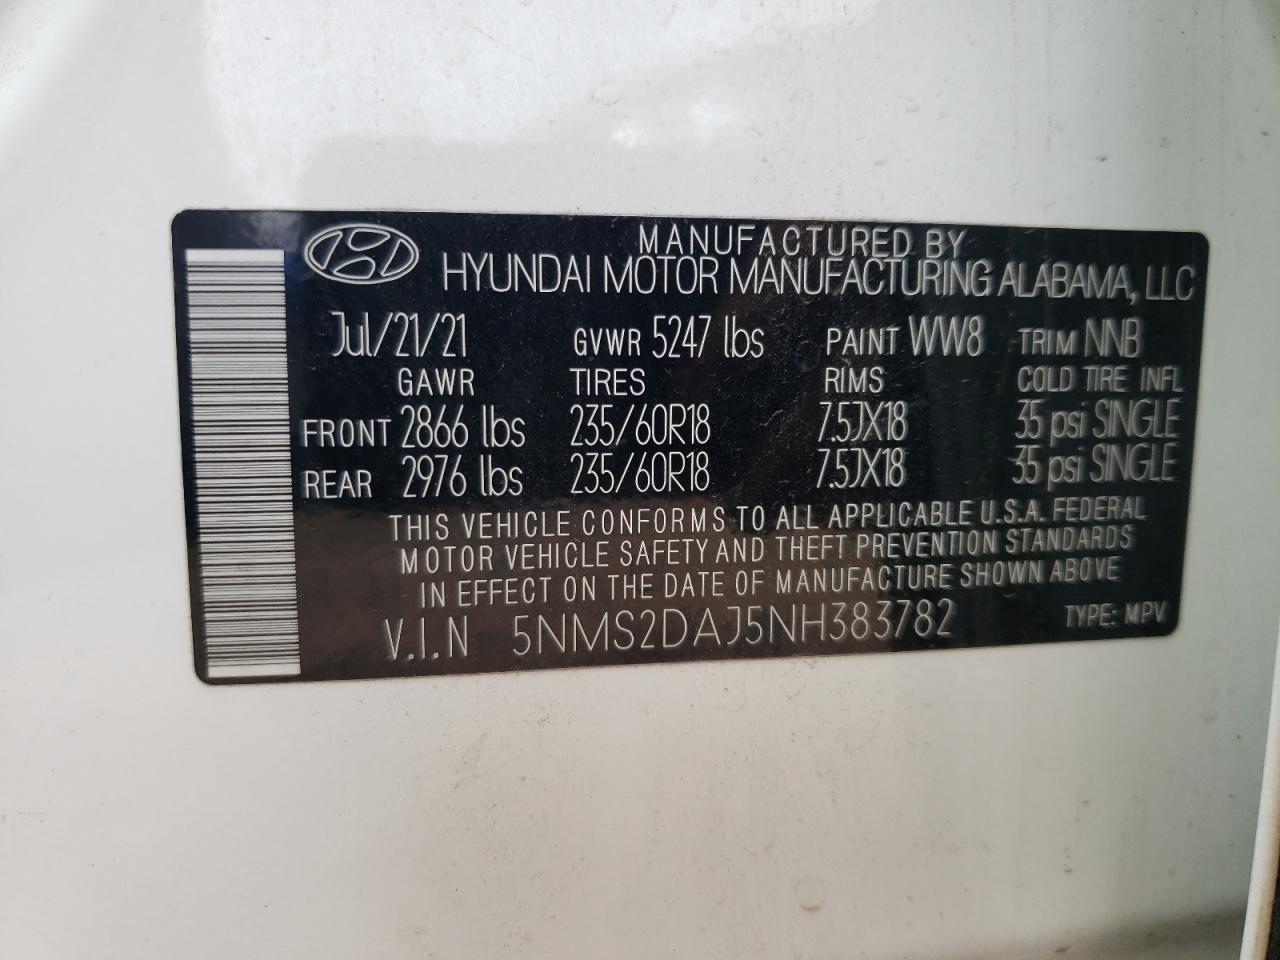 MANUFACTURED BY
HYUNDAI MOTOR MANUFACTURING ALABAMA, LLC
Jul/21/21 GVWR 5247 lbs PAINT WW8 TRIM NNB
GAWR TIRES RIMS COLD TIRE INFL
FRONT 2866 lbs 235/60R18 7.5JX18 35 psi SINGLE
REAR 2976 lbs 235/60R18 7.5JX18 35 psi SINGLE
THIS VEHICLE CONFORMS TO ALL APPLICABLE U.S.A. FEDERAL
MOTOR VEHICLE SAFETY AND THEFT PREVENTION STANDARDS
IN EFFECT ON THE DATE OF MANUFACTURE SHOWN ABOVE
V.I.N 5NMS2DAJ5NH383782 TYPE: MPV